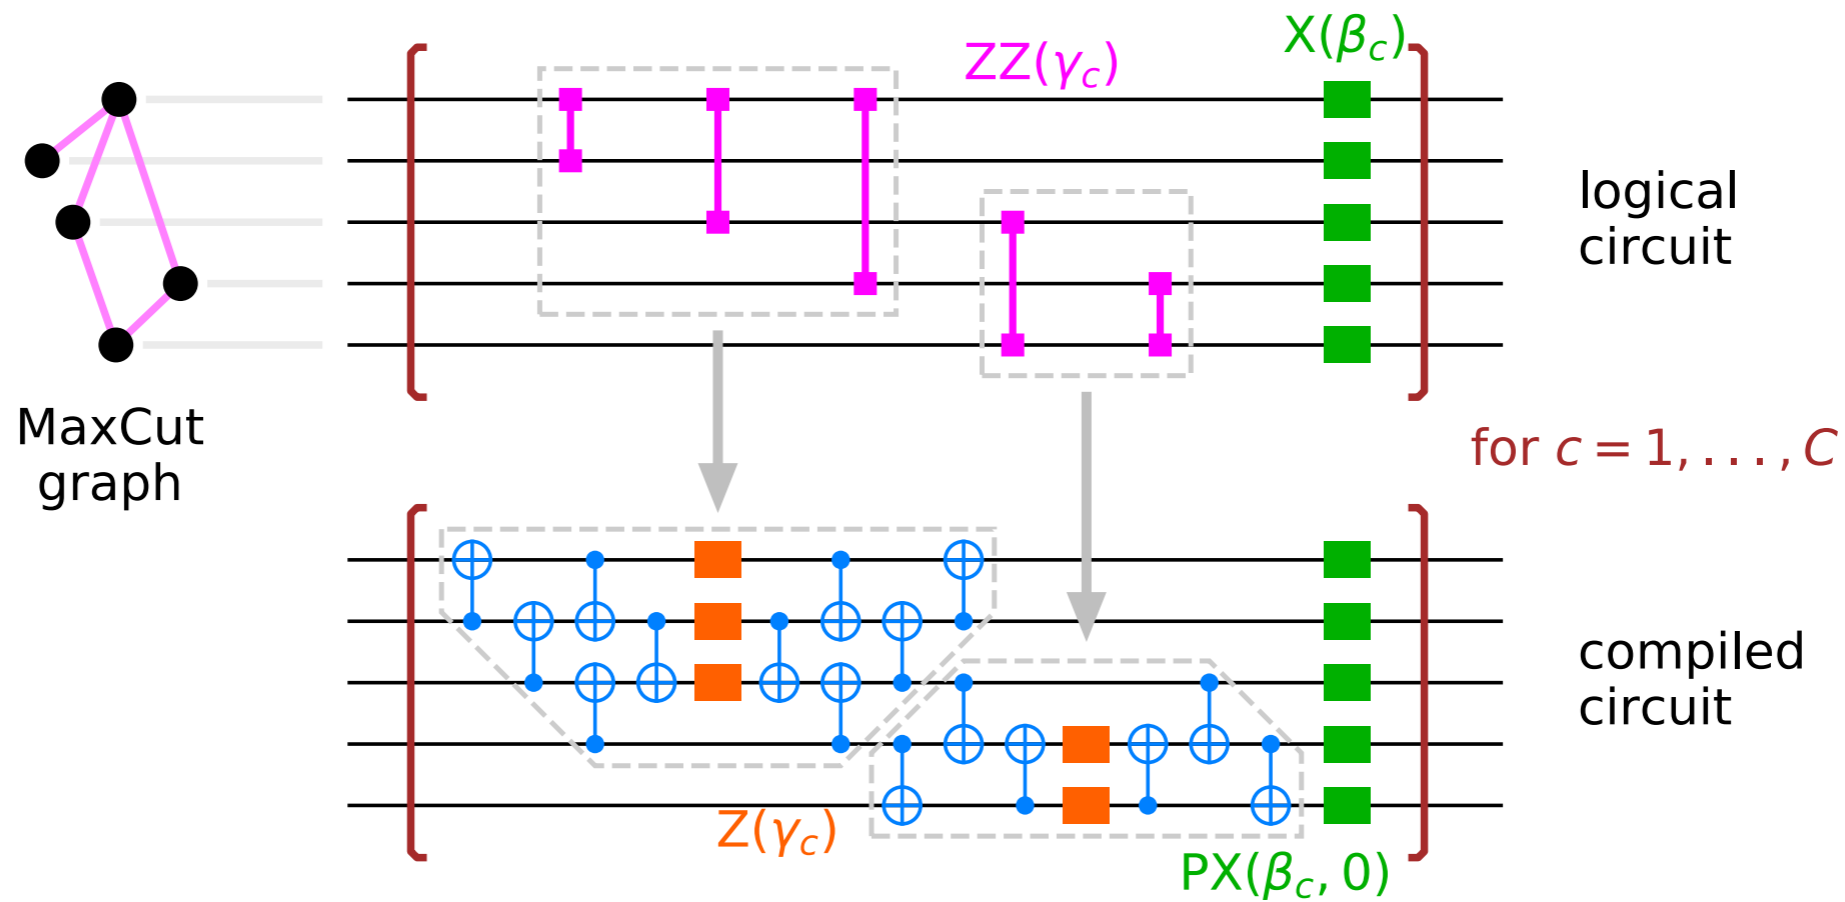 X(β_c)
ZZ(γ_c)
logical
circuit
MaxCut
graph
for c = 1, . . . , C
compiled
circuit
Z(γ_c)
PX(β_c, 0)